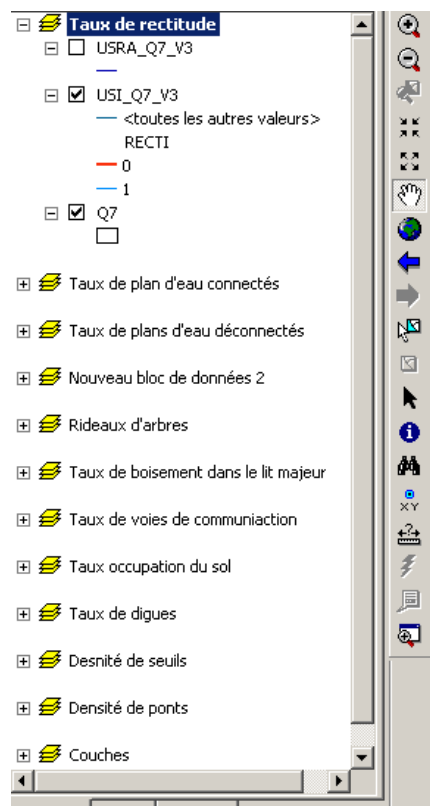 Taux de rectitude
USRA_Q7_V3
USI_Q7_V3
<toutes les autres valeurs>
RECTI
0
1
Q7
Taux de plan d'eau connectés
Taux de plans d'eau déconnectés
Nouveau bloc de données 2
Rideaux d'arbres
Taux de boisement dans le lit majeur
Taux de voies de communiaction
Taux occupation du sol
Taux de digues
Desnité de seuils
Densité de ponts
Couches
XY